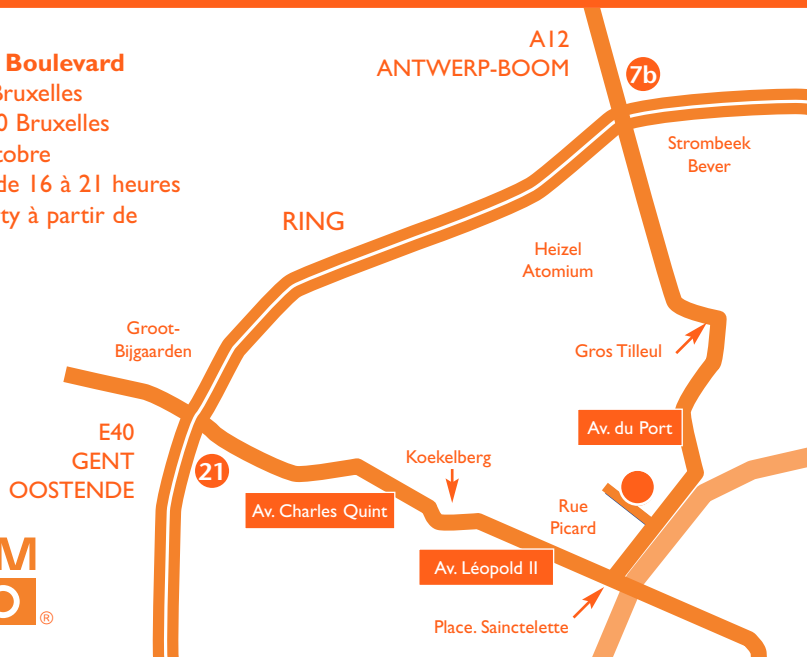 Boulevard
Bruxelles
0 Bruxelles
tobre
de 16 à 21 heures
ty à partir de
A12
ANTWERP-BOOM
7b
Strombeek
Bever
RING
Heizel
Atomium
Groot-
Bijgaarden
Gros Tilleul
Av. du Port
E40
GENT
OOSTENDE
21
Koekelberg
Av. Charles Quint
Rue
Picard
Av. Léopold II
Place. Sainctelette
M
O
®